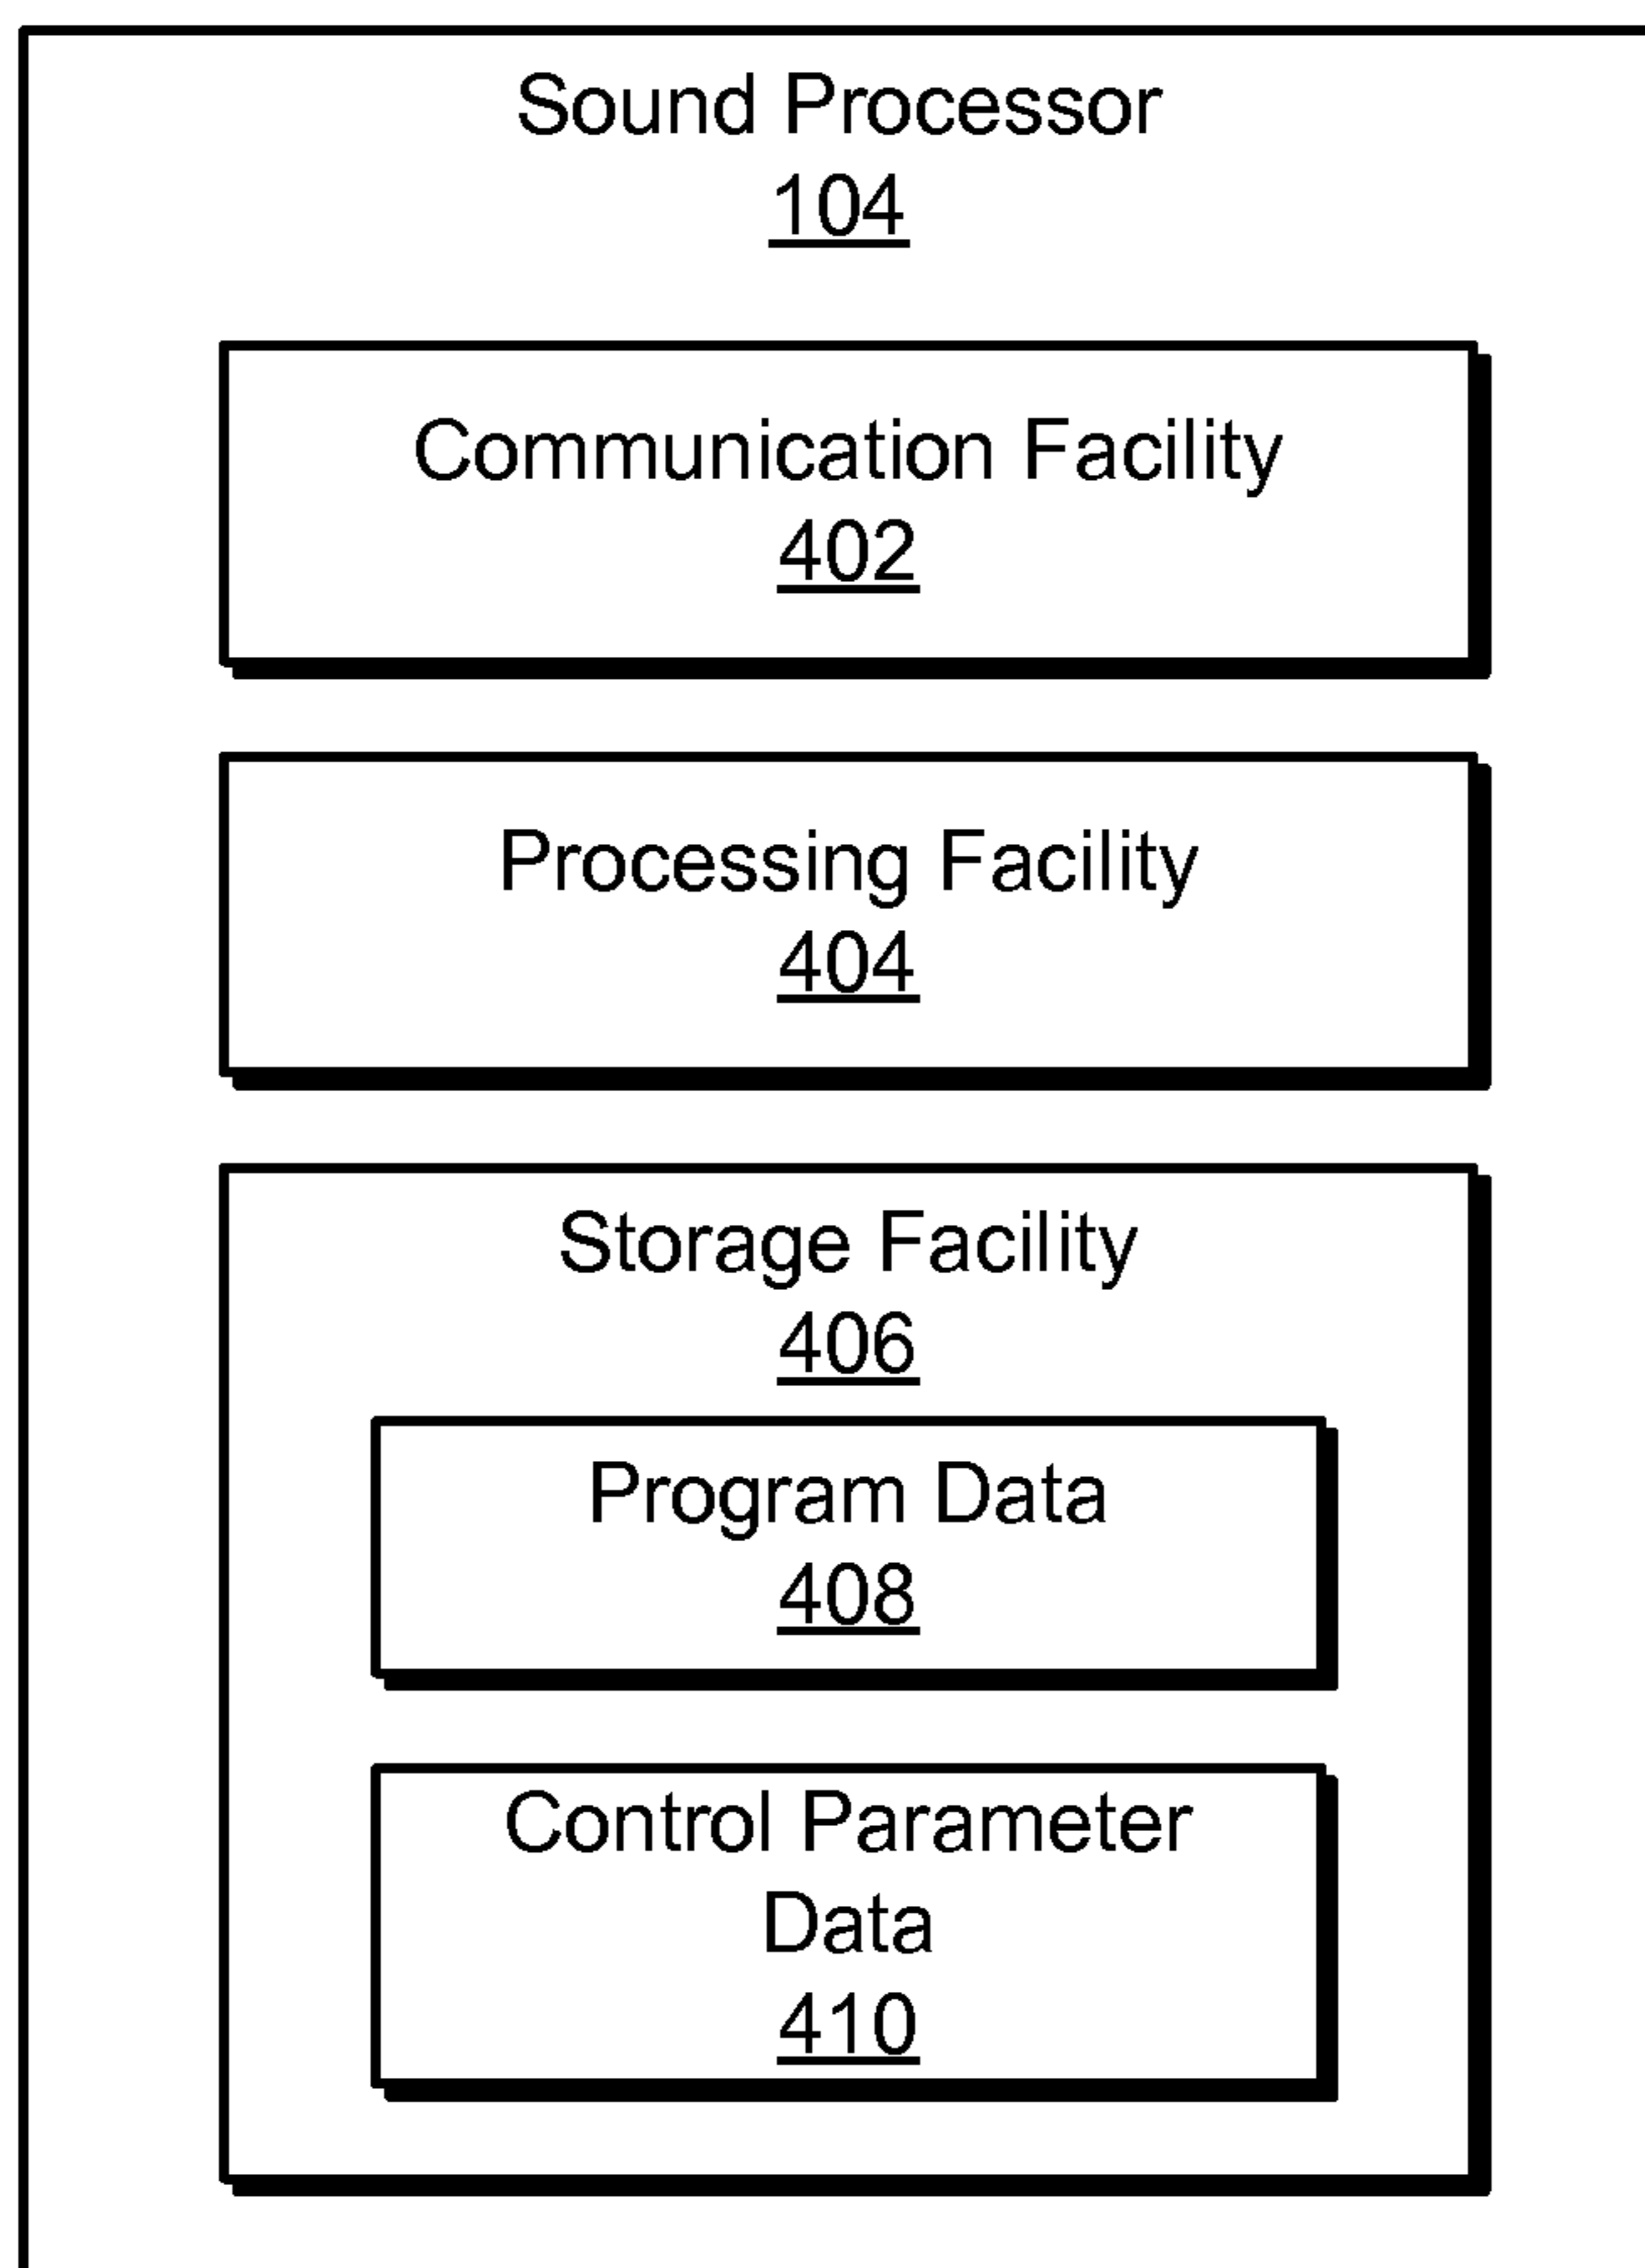 Sound Processor
104
Communication Facility
402
Processing Facility
404
Storage Facility
406
Program Data
408
Control Parameter
Data
410